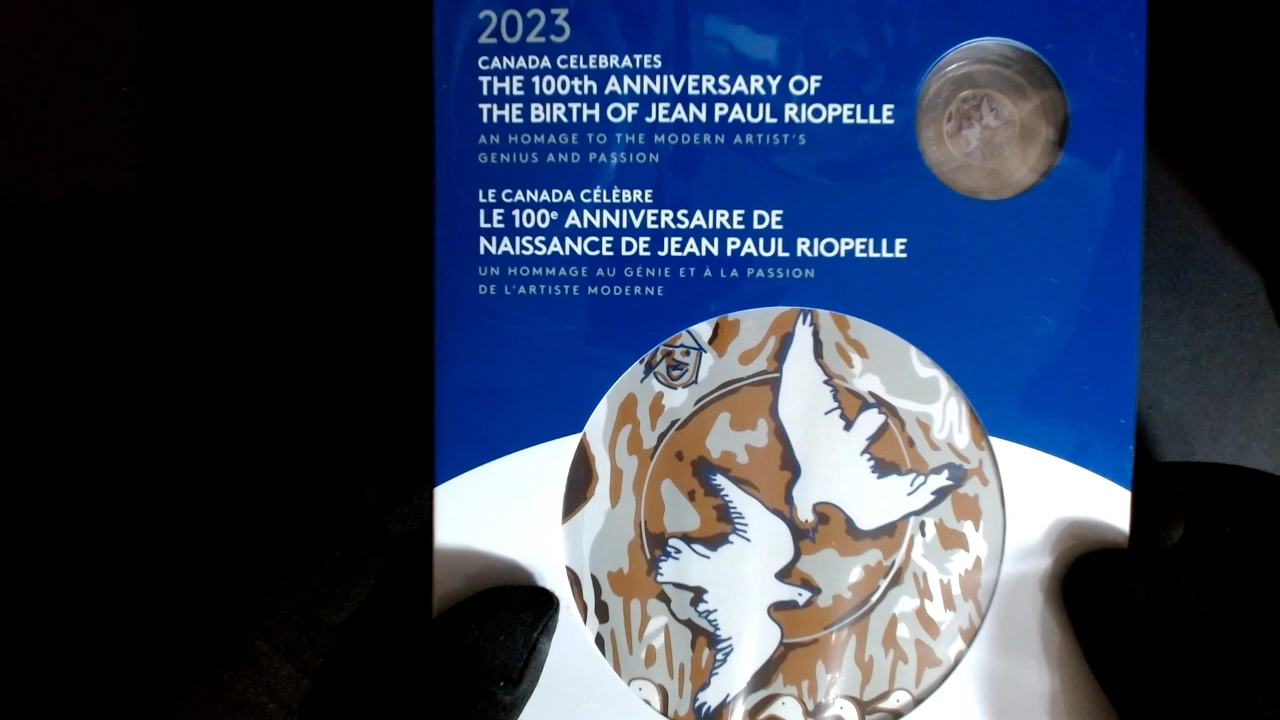 2023
CANADA CELEBRATES
THE 100th ANNIVERSARY OF
THE BIRTH OF JEAN PAUL RIOPELLE
AN HOMAGE TO THE MODERN ARTIST'S
GENIUS AND PASSION
LE CANADA CÉLÈBRE
LE 100e ANNIVERSAIRE DE
NAISSANCE DE JEAN PAUL RIOPELLE
UN HOMMAGE AU GÉNIE ET À LA PASSION
DE L'ARTISTE MODERNE